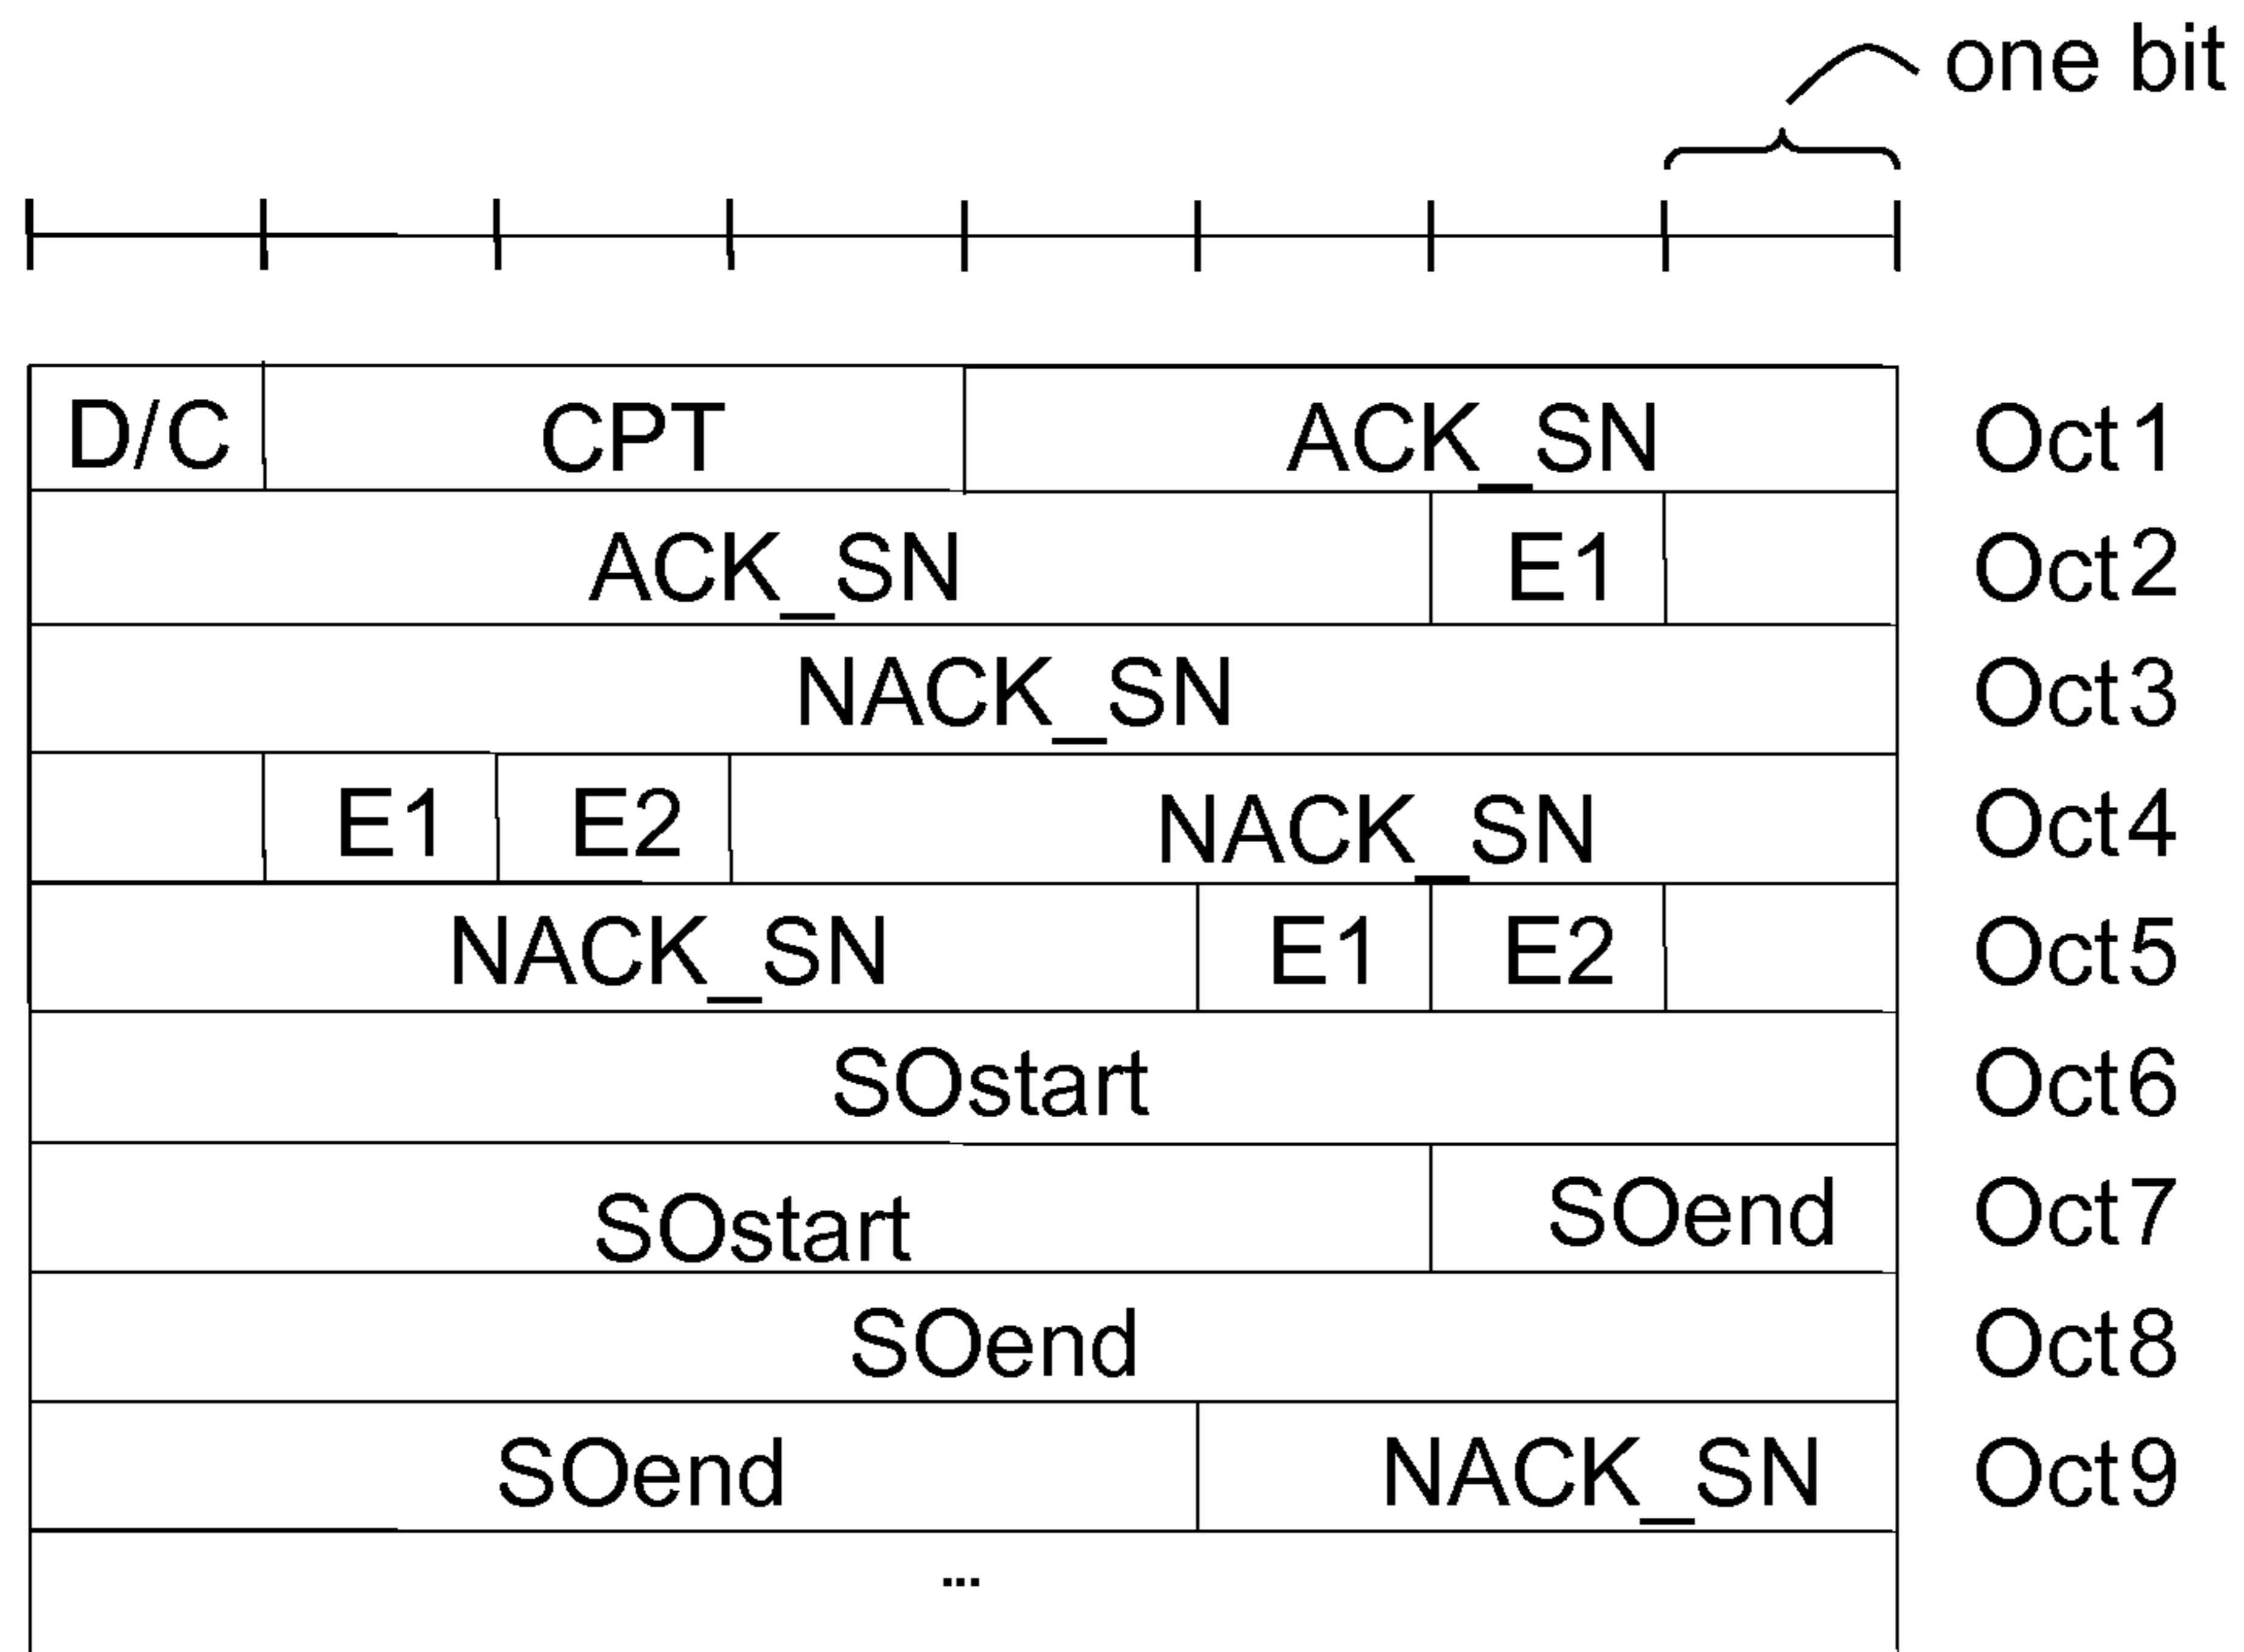 one bit
D/C CPT ACK_SN Oct1
ACK_SN E1 Oct2
NACK_SN Oct3
E1 E2 NACK_SN Oct4
NACK_SN E1 E2 Oct5
SOstart Oct6
SOstart SOend Oct7
SOend Oct8
SOend NACK_SN Oct9
...